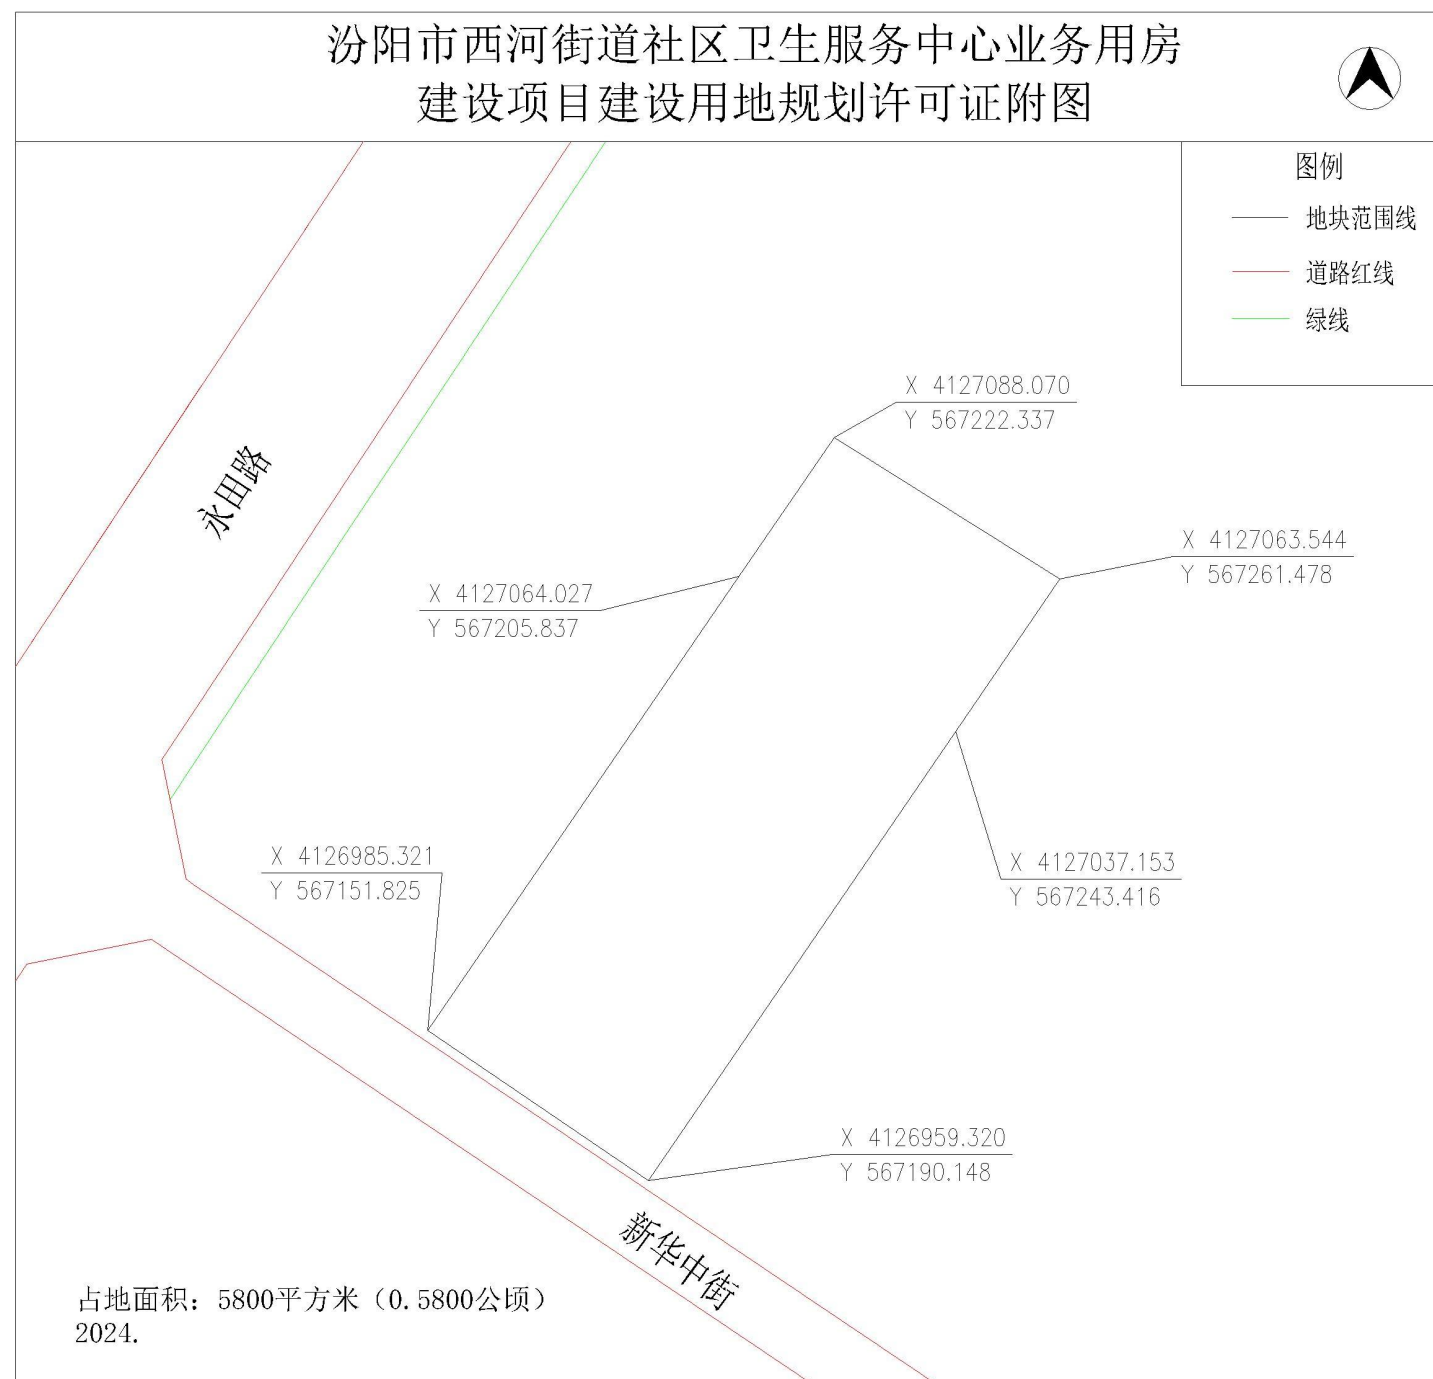 汾阳市西河街道社区卫生服务中心业务用房
建设项目建设用地规划许可证附图
图例
地块范围线
道路红线
绿线
X 4127088.070
Y 567222.337
永田路
X 4127063.544
Y 567261.478
X 4127064.027
Y 567205.837
X 4126985.321
Y 567151.825
X 4127037.153
Y 567243.416
X 4126959.320
Y 567190.148
新华中街
占地面积：5800平方米（0.5800公顷）
2024.